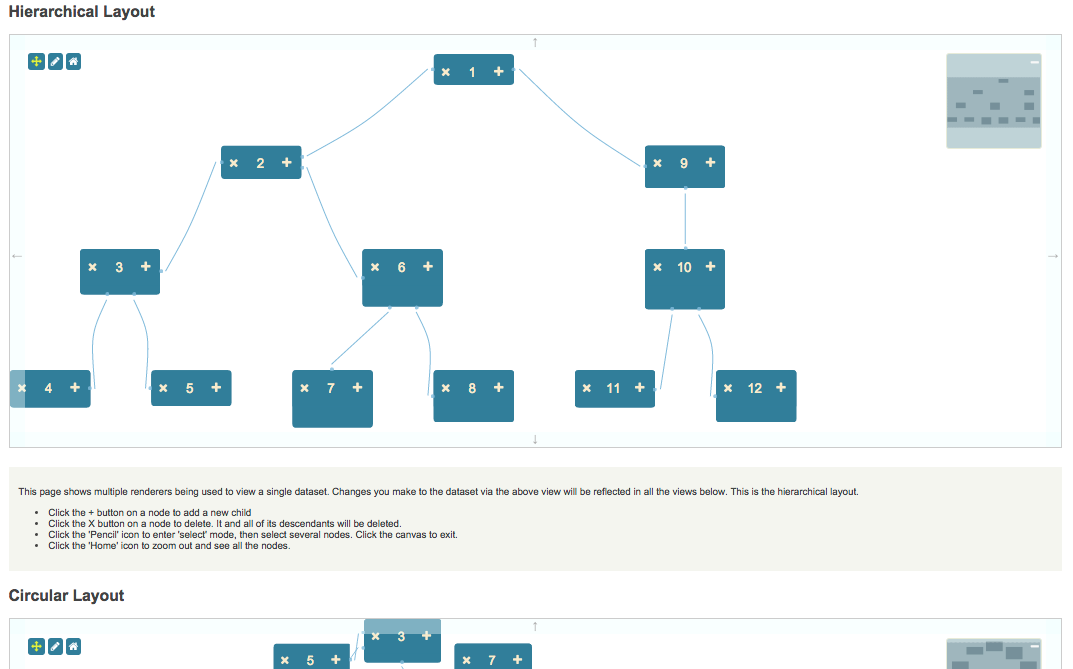 Hierarchical Layout
1
2
9
3
6
10
4
5
7
8
11
12
This page shows multiple renderers being used to view a single dataset. Changes you make to the dataset via the above view will be reflected in all the views below. This is the hierarchical layout.
Click the + button on a node to add a new child
Click the X button on a node to delete. It and all of its descendants will be deleted.
Click the 'Pencil' icon to enter 'select' mode, then select several nodes. Click the canvas to exit.
Click the 'Home' icon to zoom out and see all the nodes.
Circular Layout
3
5
7